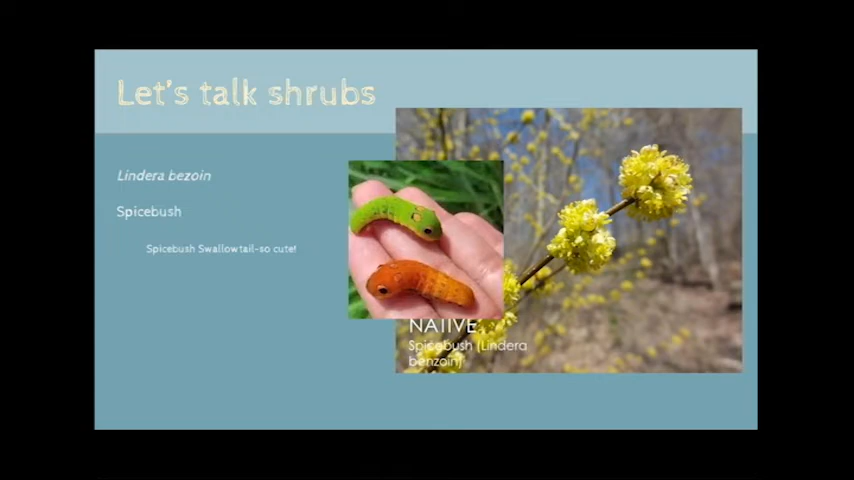 Let's talk shrubs
Lindera bezoin
Spicebush
Spicebush Swallowtail-so cute!
NATIVE
Spicebush (Lindera
benzoin)